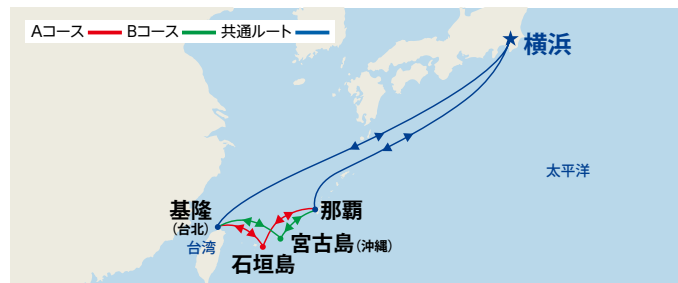 Aコース Bコース 共通ルート
横浜
太平洋
基隆
（台北）
台湾
那覇
宮古島（沖縄）
石垣島